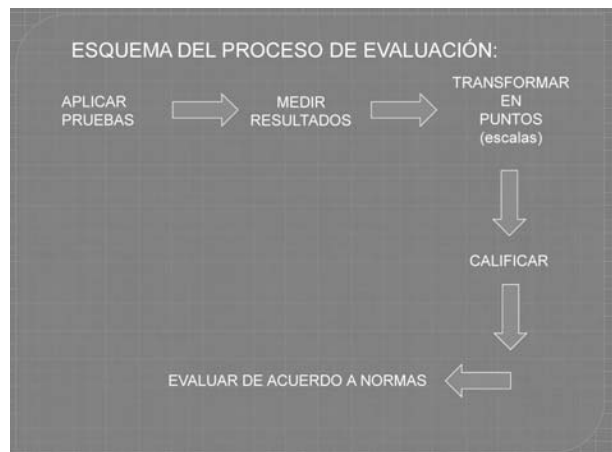 ESQUEMA DEL PROCESO DE EVALUACIÓN:
APLICAR
PRUEBAS
MEDIR
RESULTADOS
TRANSFORMAR
EN
PUNTOS
(escalas)
CALIFICAR
EVALUAR DE ACUERDO A NORMAS